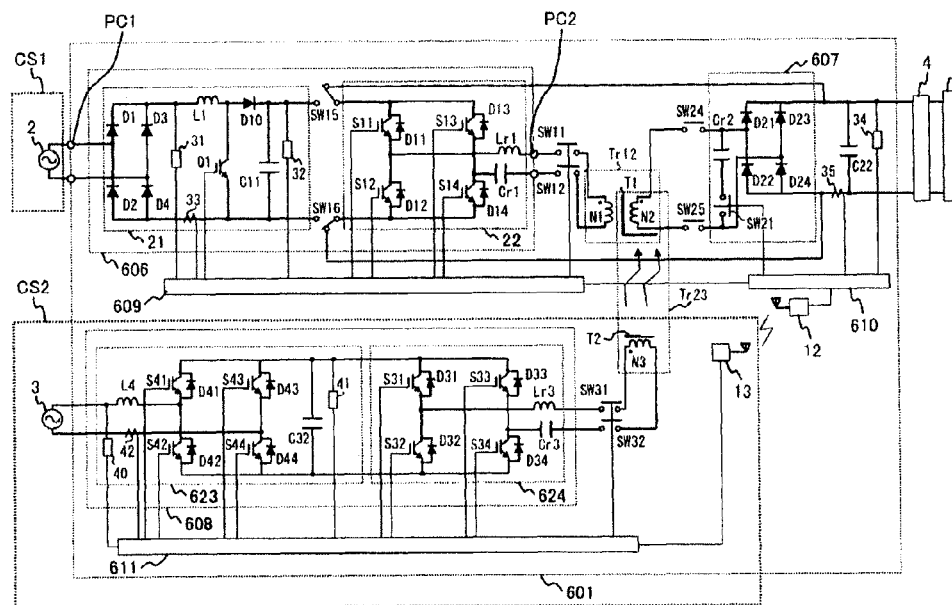 PC1
PC2
CS1
607
D1
D3
L1
D10
SW15
S11
D11
S13
D13
Lr1
SW11
SW24
Cr2
D21
D23
4
2
31
Q1
C11
32
Tr12
34
SW12
T1
D22
C22
D2
D4
33
SW16
S12
D12
S14
Cr1
D14
N1
N2
D24
35
SW25
SW21
21
22
606
609
610
CS2
Tr23
12
T2
N3
13
3
L4
S41
D41
S43
D43
41
S31
D31
S33
D33
Lr3
SW31
42
S42
D42
S44
D44
C32
S32
D32
S34
D34
Cr3
SW32
40
623
624
608
611
601